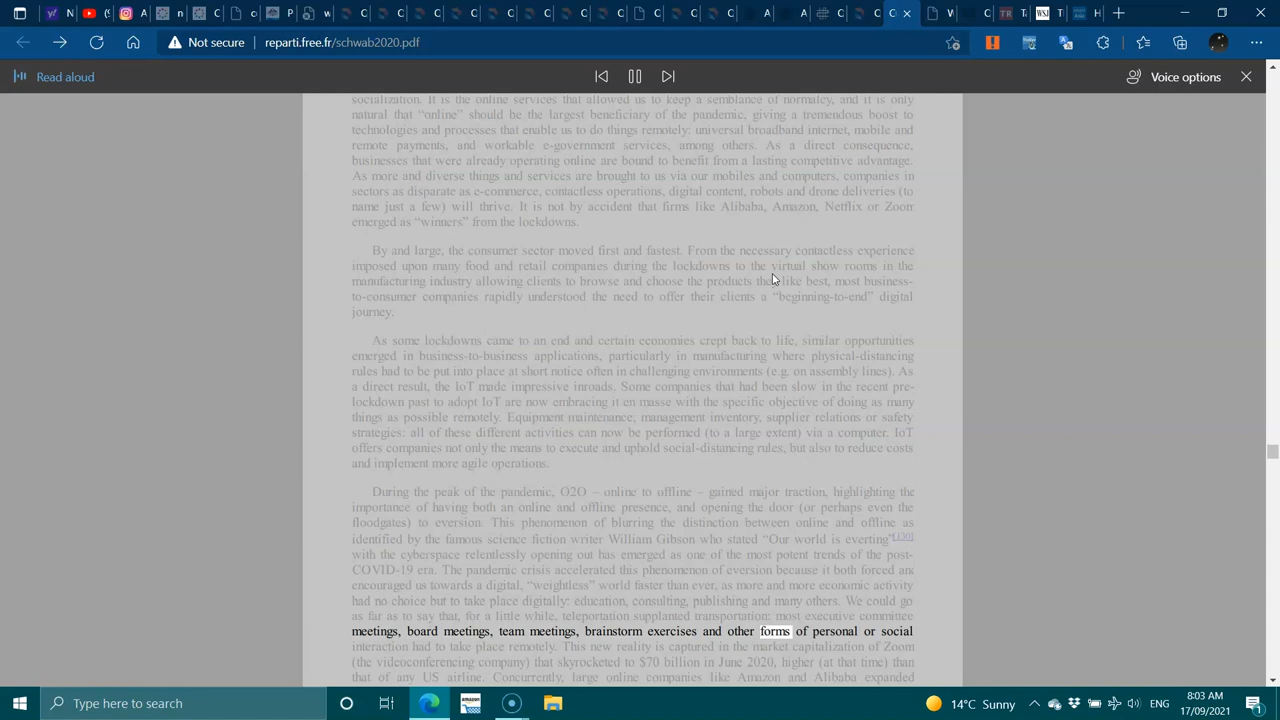 N
(
n
C
C
P
w
C
C
C
C
C
C
C
C
C
C
A
A
C
C
C
W
C
TR
T
WSJ
T
H
Not secure
reparti.free.fr/schwab2020.pdf
Read aloud
Voice options
socialization. It is the online services that allowed us to keep a semblance of normalcy, and it is only
natural that “online” should be the largest beneficiary of the pandemic, giving a tremendous boost to
technologies and processes that enable us to do things remotely: universal broadband internet, mobile and
remote payments, and workable e-government services, among others. As a direct consequence,
businesses that were already operating online are bound to benefit from a lasting competitive advantage.
As more and diverse things and services are brought to us via our mobiles and computers, companies in
sectors as disparate as e-commerce, contactless operations, digital content, robots and drone deliveries (to
name just a few) will thrive. It is not by accident that firms like Alibaba, Amazon, Netflix or Zoom
emerged as “winners” from the lockdowns.
By and large, the consumer sector moved first and fastest. From the necessary contactless experience
imposed upon many food and retail companies during the lockdowns to the virtual show rooms in the
manufacturing industry allowing clients to browse and choose the products they like best, most business-
to-consumer companies rapidly understood the need to offer their clients a “beginning-to-end” digital
journey.
As some lockdowns came to an end and certain economies crept back to life, similar opportunities
emerged in business-to-business applications, particularly in manufacturing where physical-distancing
rules had to be put into place at short notice often in challenging environments (e.g. on assembly lines). As
a direct result, the IoT made impressive inroads. Some companies that had been slow in the recent pre-
lockdown past to adopt IoT are now embracing it en masse with the specific objective of doing as many
things as possible remotely. Equipment maintenance, management inventory, supplier relations or safety
strategies: all of these different activities can now be performed (to a large extent) via a computer. IoT
offers companies not only the means to execute and uphold social-distancing rules, but also to reduce costs
and implement more agile operations.
During the peak of the pandemic, O2O – online to offline – gained major traction, highlighting the
importance of having both an online and offline presence, and opening the door (or perhaps even the
floodgates) to eversion. This phenomenon of blurring the distinction between online and offline as
identified by the famous science fiction writer William Gibson who stated “Our world is everting”[130]
with the cyberspace relentlessly opening out has emerged as one of the most potent trends of the post-
COVID-19 era. The pandemic crisis accelerated this phenomenon of eversion because it both forced and
encouraged us towards a digital, “weightless” world faster than ever, as more and more economic activity
had no choice but to take place digitally: education, consulting, publishing and many others. We could go
as far as to say that, for a little while, teleportation supplanted transportation: most executive committee
meetings, board meetings, team meetings, brainstorm exercises and other forms of personal or social
interaction had to take place remotely. This new reality is captured in the market capitalization of Zoom
(the videoconferencing company) that skyrocketed to $70 billion in June 2020, higher (at that time) than
that of any US airline. Concurrently, large online companies like Amazon and Alibaba expanded
Type here to search
amazon
14°C Sunny
ENG
8:03 AM
17/09/2021
1